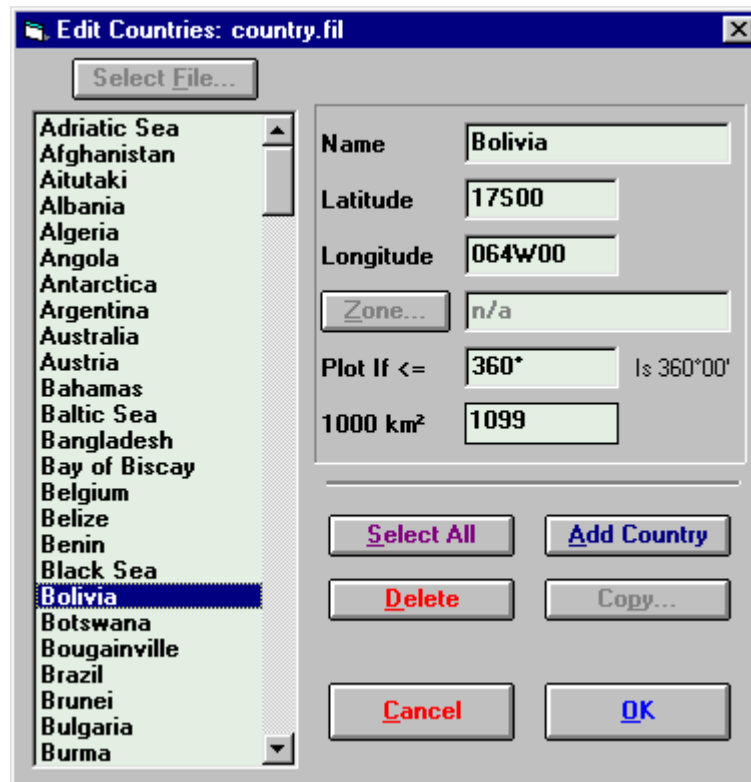 Edit Countries: country.fil
Select File...
Adriatic Sea
Afghanistan
Aitutaki
Albania
Algeria
Angola
Antarctica
Argentina
Australia
Austria
Bahamas
Baltic Sea
Bangladesh
Bay of Biscay
Belgium
Belize
Benin
Black Sea
Bolivia
Botswana
Bougainville
Brazil
Brunei
Bulgaria
Burma
Name Bolivia
Latitude 17S00
Longitude 064W00
Zone... n/a
Plot If <= 360° Is 360°00'
1000 km² 1099
Select All Add Country
Delete Copy...
Cancel OK